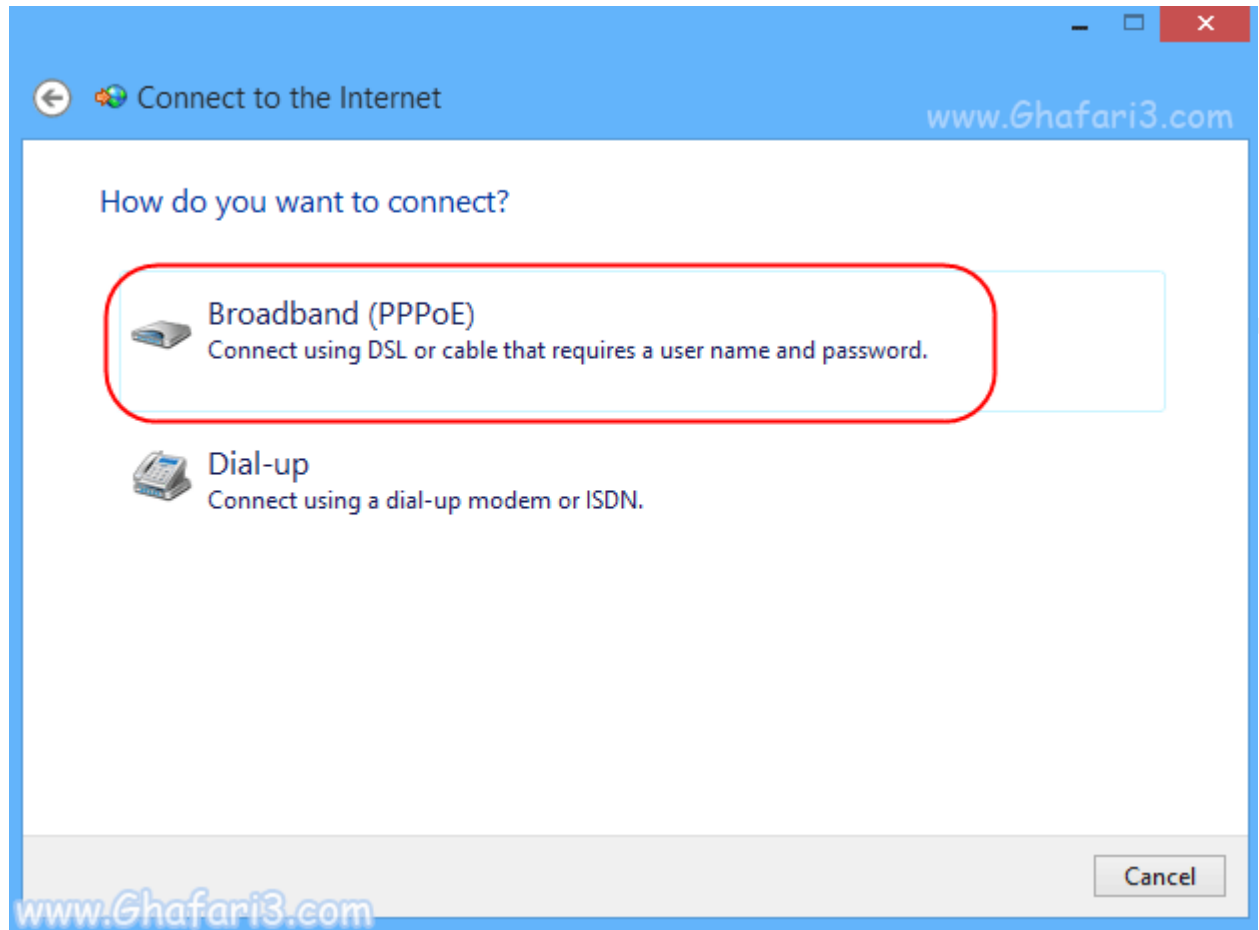 Connect to the Internet
www.Ghafari3.com
How do you want to connect?
Broadband (PPPoE)
Connect using DSL or cable that requires a user name and password.
Dial-up
Connect using a dial-up modem or ISDN.
Cancel
www.Ghafari3.com